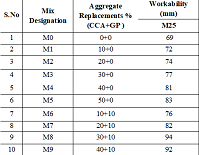 S.No Mix Designation Aggregate Replacements % (CCA+GP ) Workability (mm)
M25
1 M0 0+0 69
2 M1 10+0 72
3 M2 20+0 74
4 M3 30+0 77
5 M4 40+0 81
6 M5 50+0 83
7 M6 10+10 76
8 M7 20+10 82
9 M8 30+10 94
10 M9 40+10 92